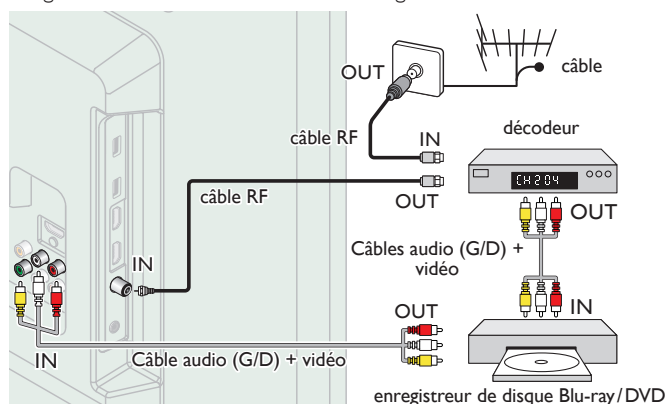 OUT
câble
câble RF
IN
décodeur
CH204
câble RF
OUT
OUT
Câbles audio (G/D) +
vidéo
IN
OUT
IN
IN
Câble audio (G/D) + vidéo
enregistreur de disque Blu-ray/DVD